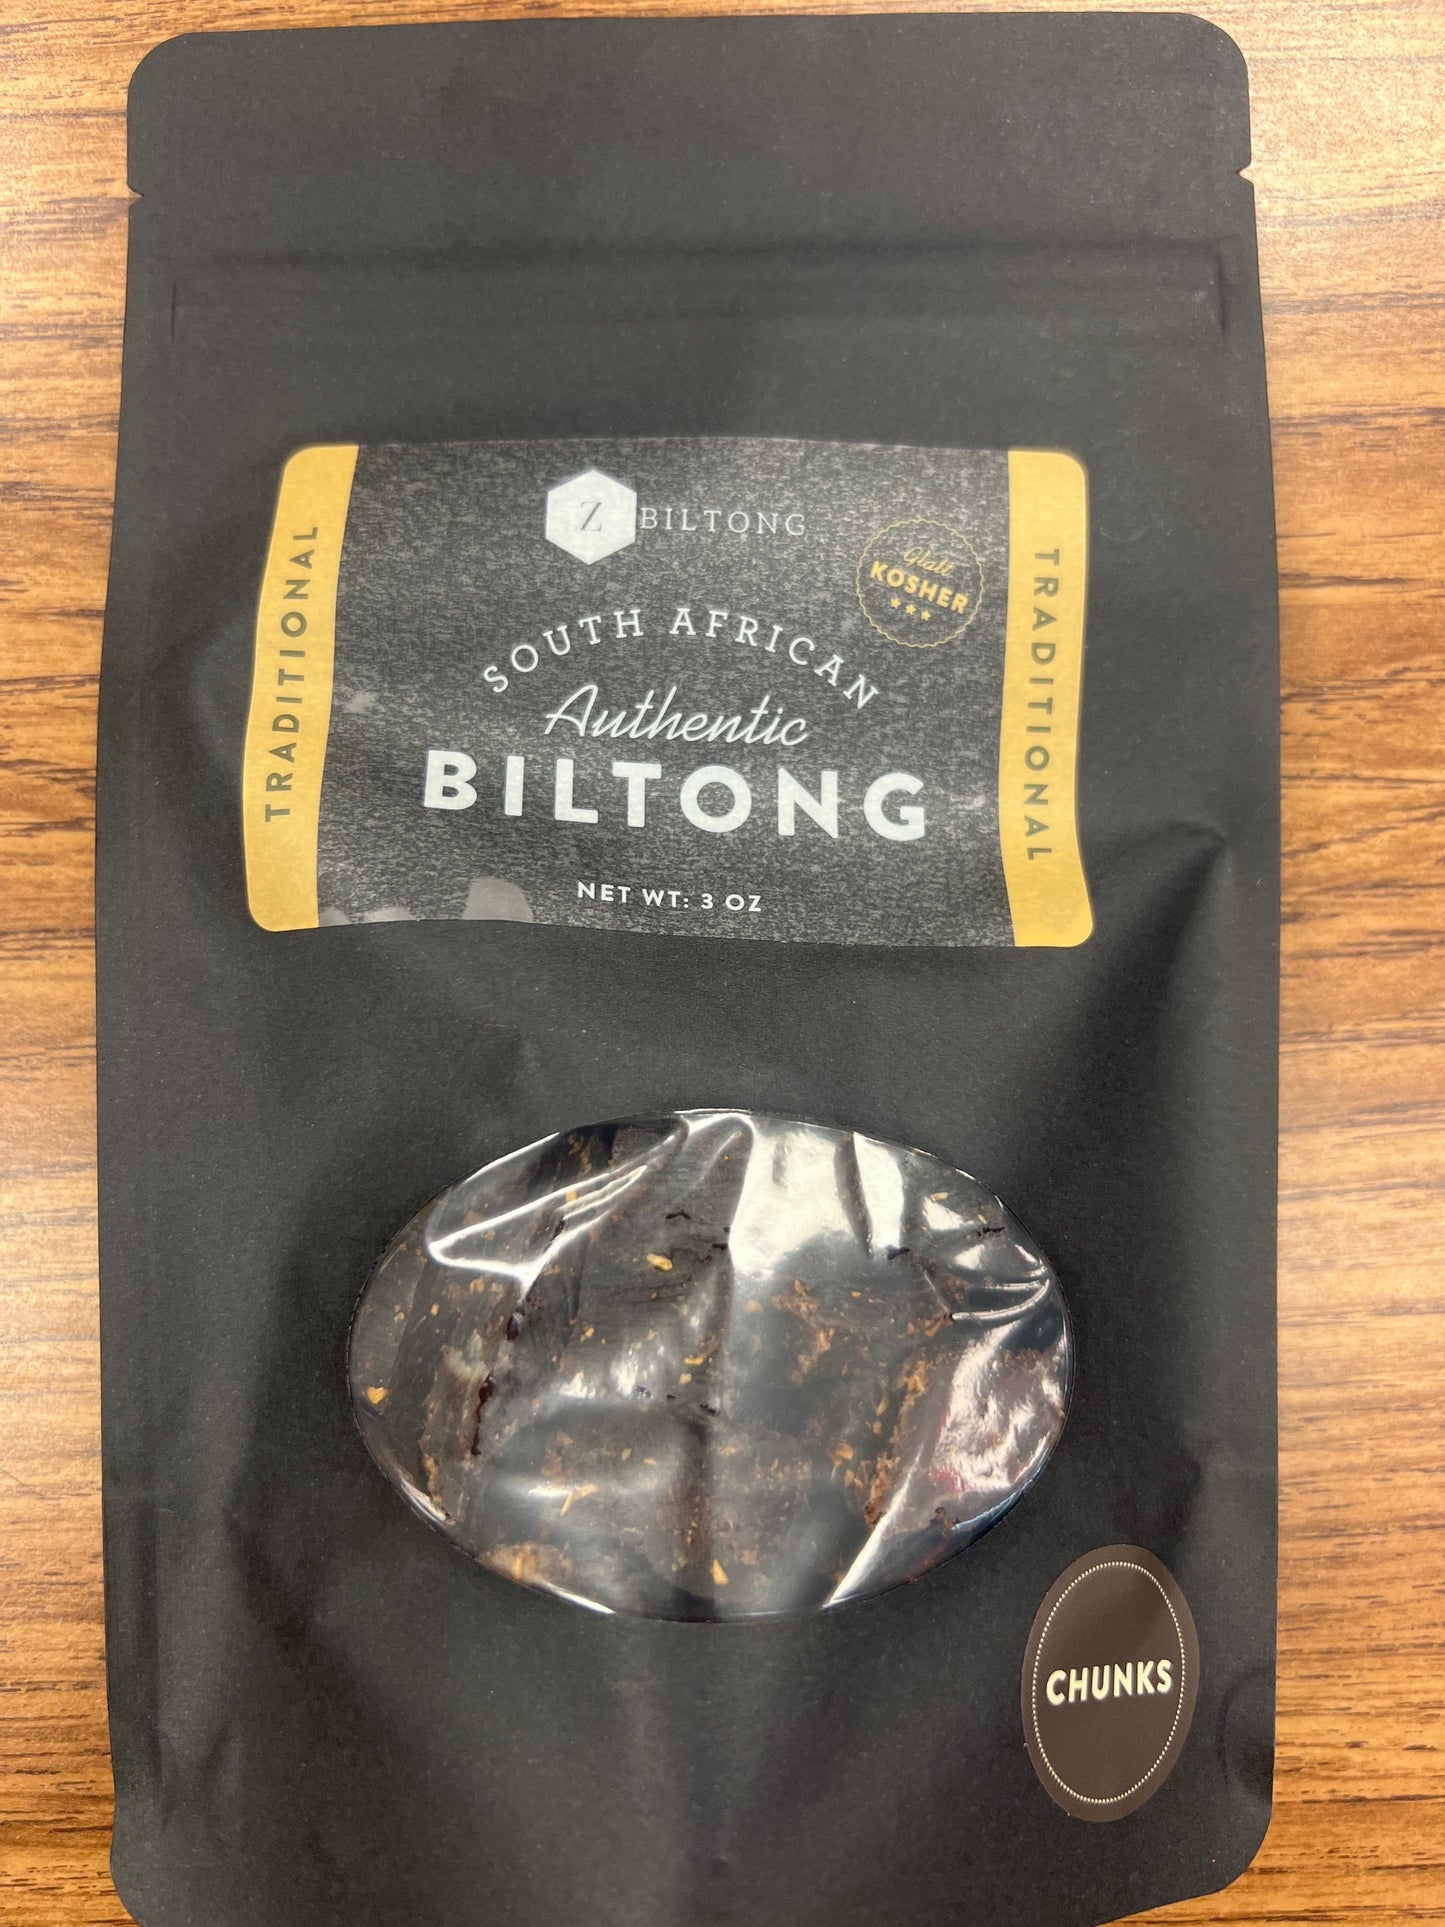 Z BILTONG
Glatt
KOSHER
TRADITIONAL
TRADITIONAL
SOUTH AFRICAN
Authentic
BILTONG
NET WT: 3 OZ
CHUNKS